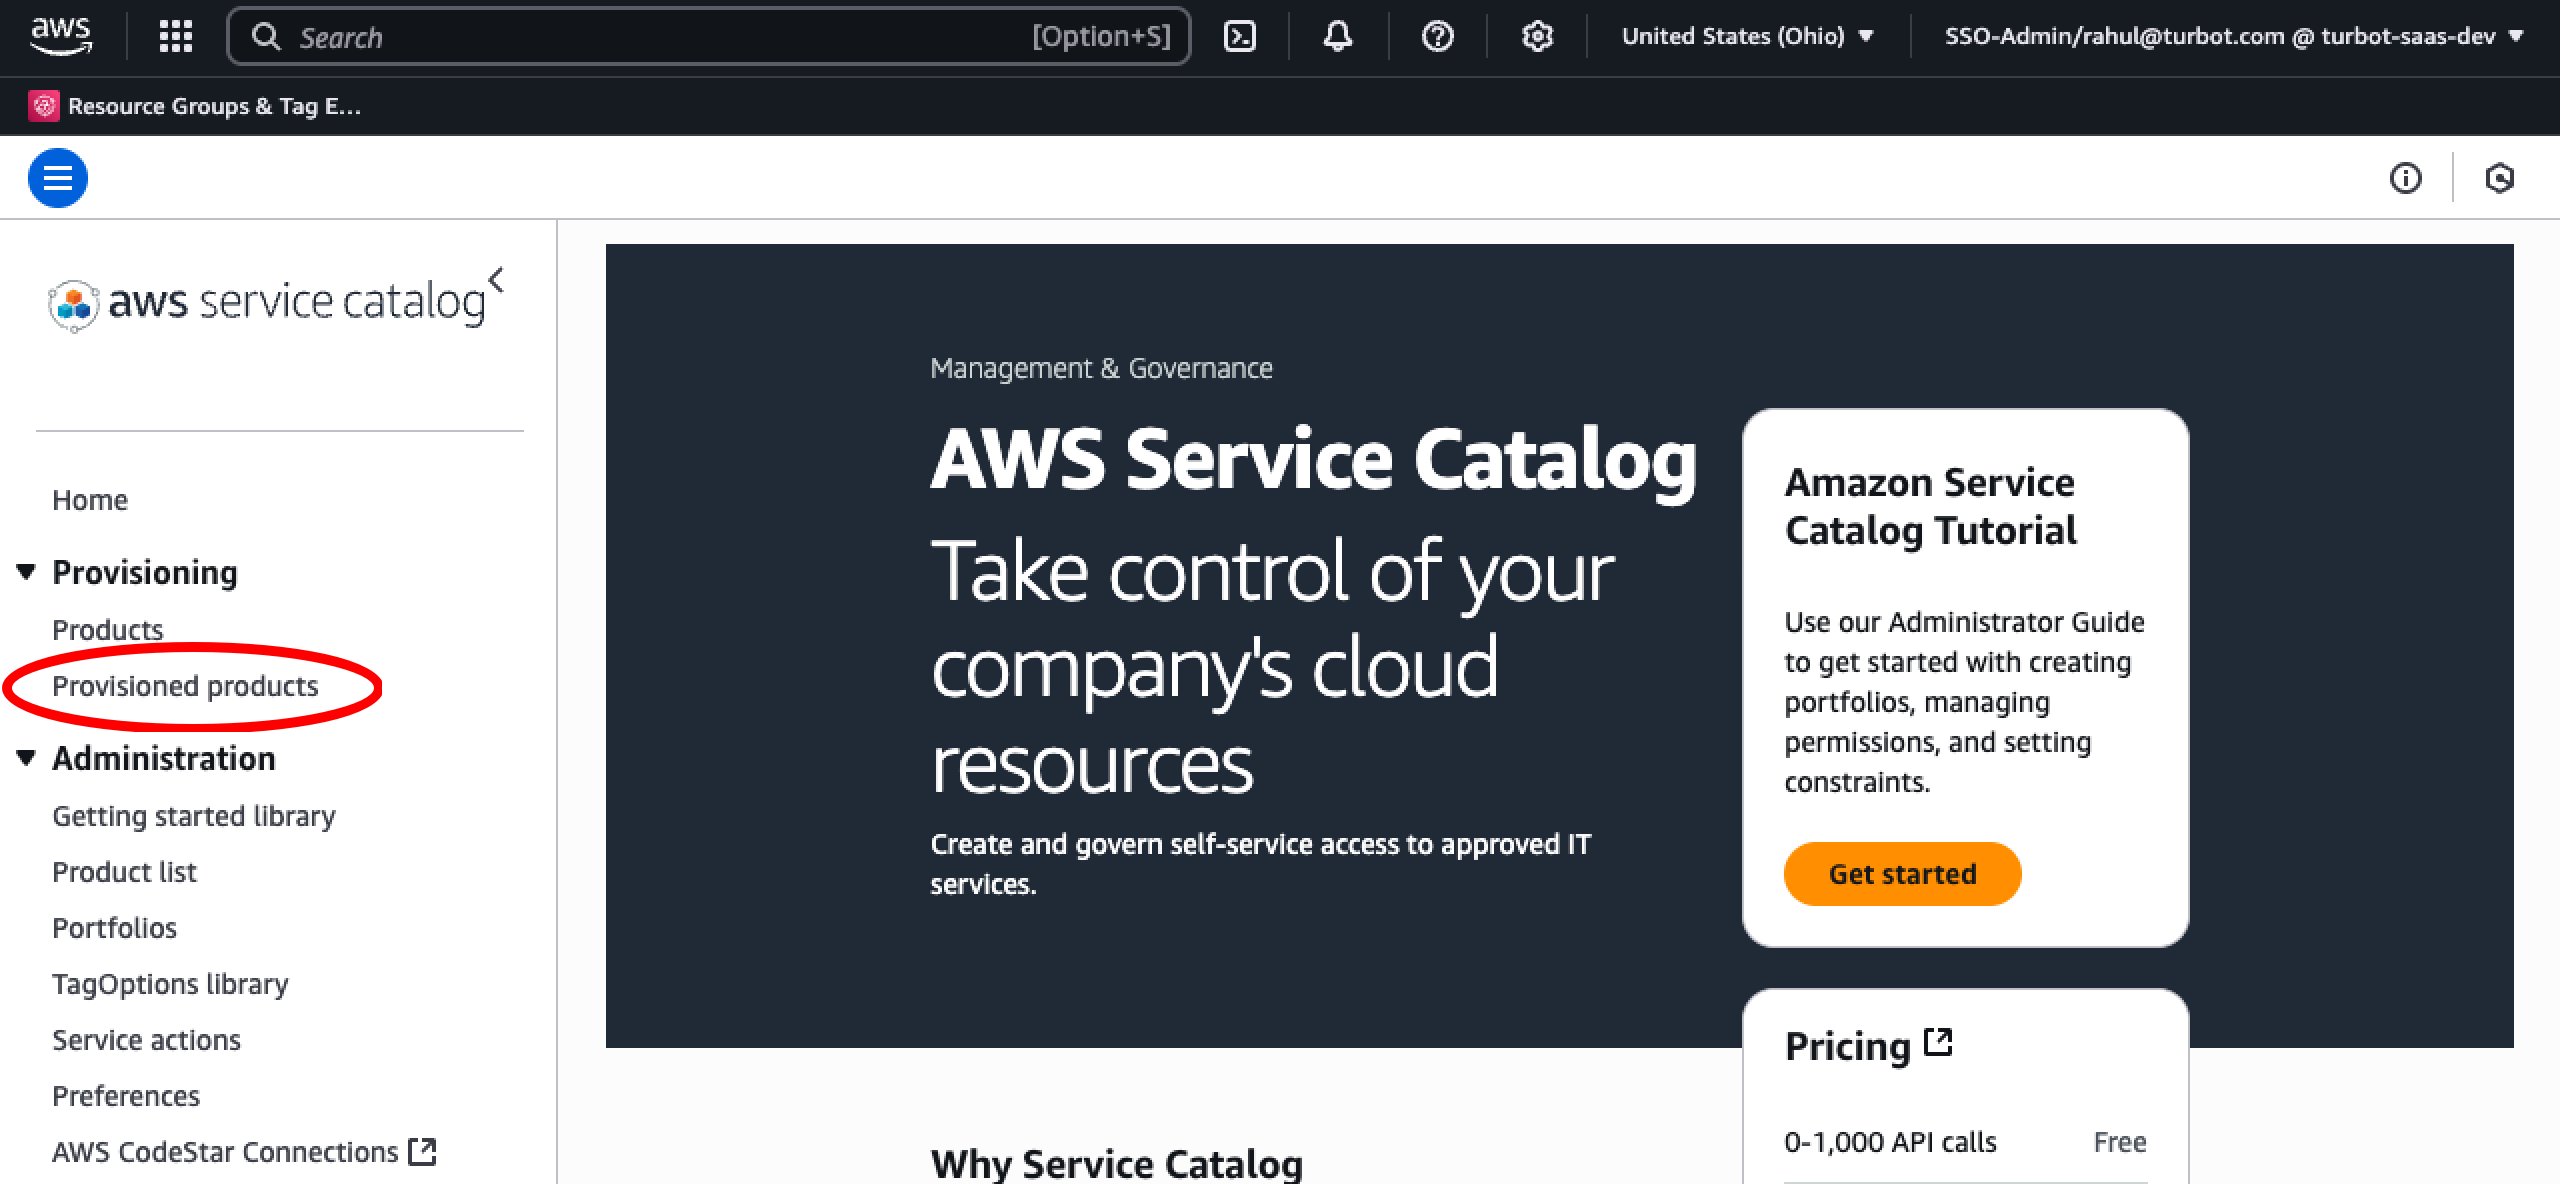 aws
Search [Option+S]
United States (Ohio)
SSO-Admin/rahul@turbot.com @ turbot-saas-dev
Resource Groups & Tag E...
aws service catalog
Home
Provisioning
Products
Provisioned products
Administration
Getting started library
Product list
Portfolios
TagOptions library
Service actions
Preferences
AWS CodeStar Connections
Management & Governance
AWS Service Catalog
Take control of your
company's cloud
resources
Create and govern self-service access to approved IT
services.
Amazon Service
Catalog Tutorial
Use our Administrator Guide
to get started with creating
portfolios, managing
permissions, and setting
constraints.
Get started
Pricing
0-1,000 API calls Free
Why Service Catalog